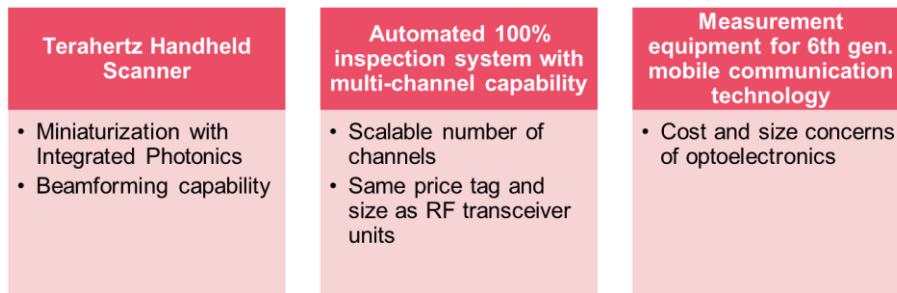 Terahertz Handheld
Scanner
• Miniaturization with
Integrated Photonics
• Beamforming capability
Automated 100%
inspection system with
multi-channel capability
• Scalable number of
channels
• Same price tag and
size as RF transceiver
units
Measurement
equipment for 6th gen.
mobile communication
technology
• Cost and size concerns
of optoelectronics